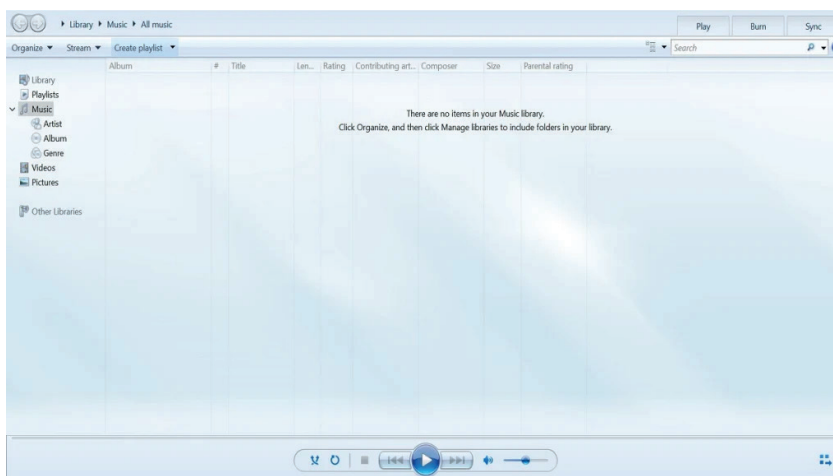 Library Music All music
Play Burn Sync
Organize Stream Create playlist Search
Album # Title Len... Rating Contributing art... Composer Size Parental rating
Library
Playlists
Music
Artist
Album
Genre
Videos
Pictures
Other Libraries
There are no items in your Music library.
Click Organize, and then click Manage libraries to include folders in your library.